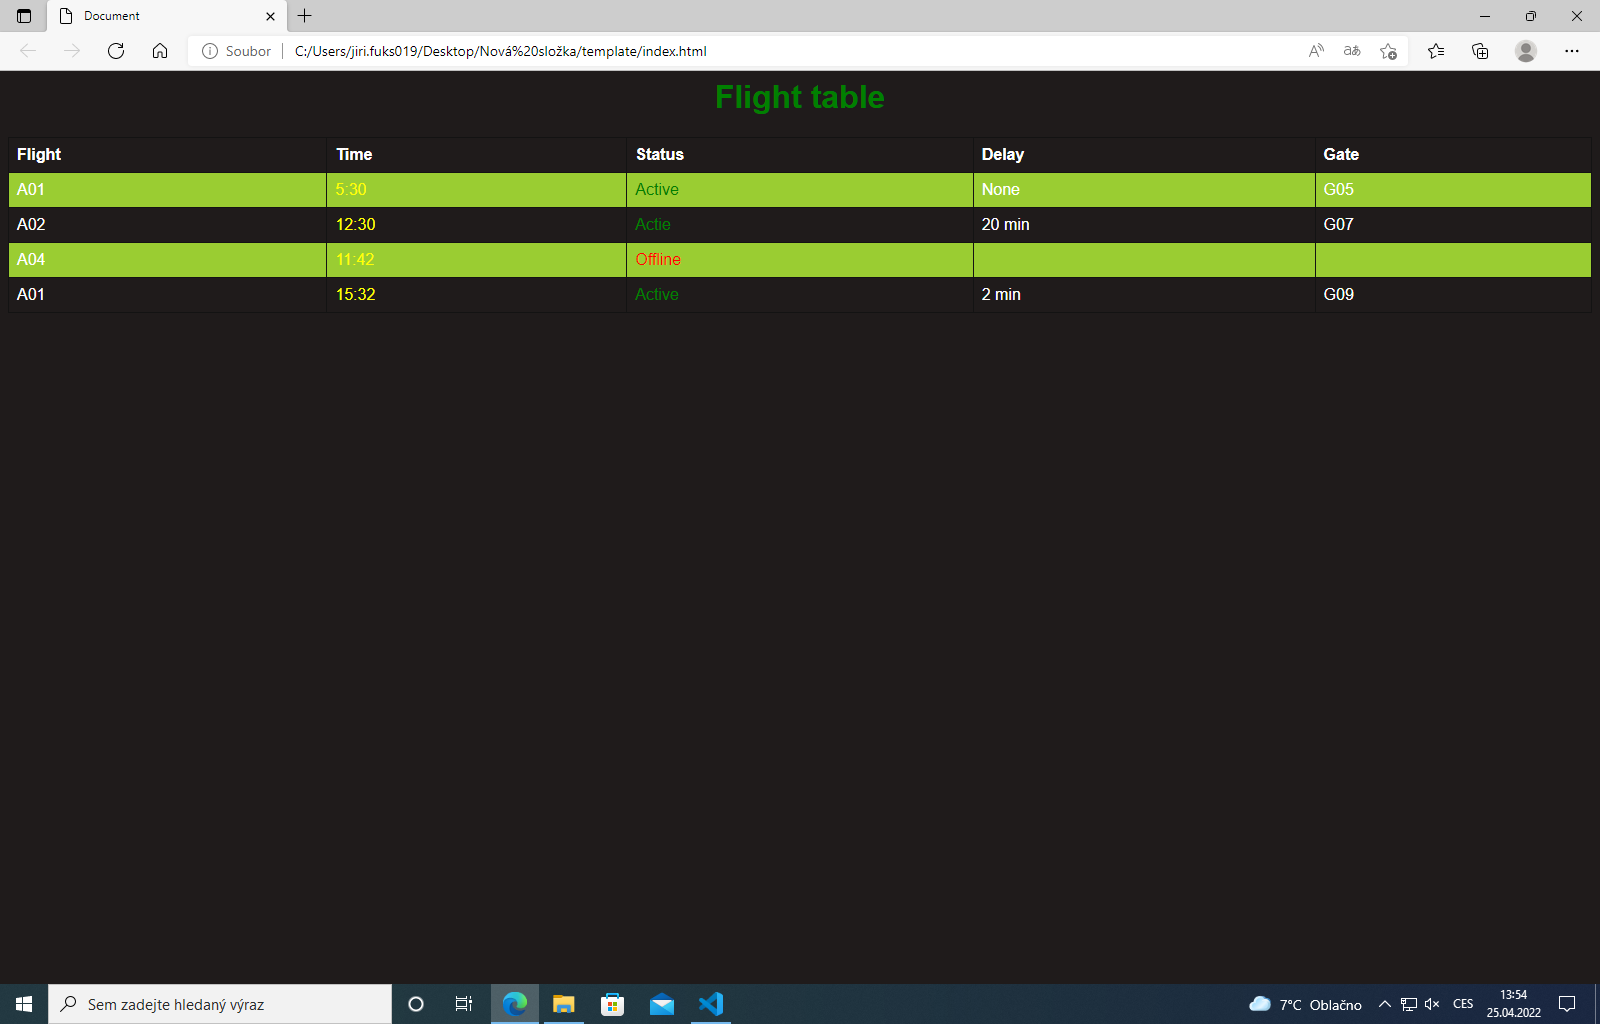 Document
Soubor C:/Users/jiri.fuks019/Desktop/Nová%20složka/template/index.html
Flight table
Flight Time Status Delay Gate
A01 5:30 Active None G05
A02 12:30 Actie 20 min G07
A04 11:42 Offline
A01 15:32 Active 2 min G09
Sem zadejte hledaný výraz
7°C Oblačno
CES
13:54
25.04.2022